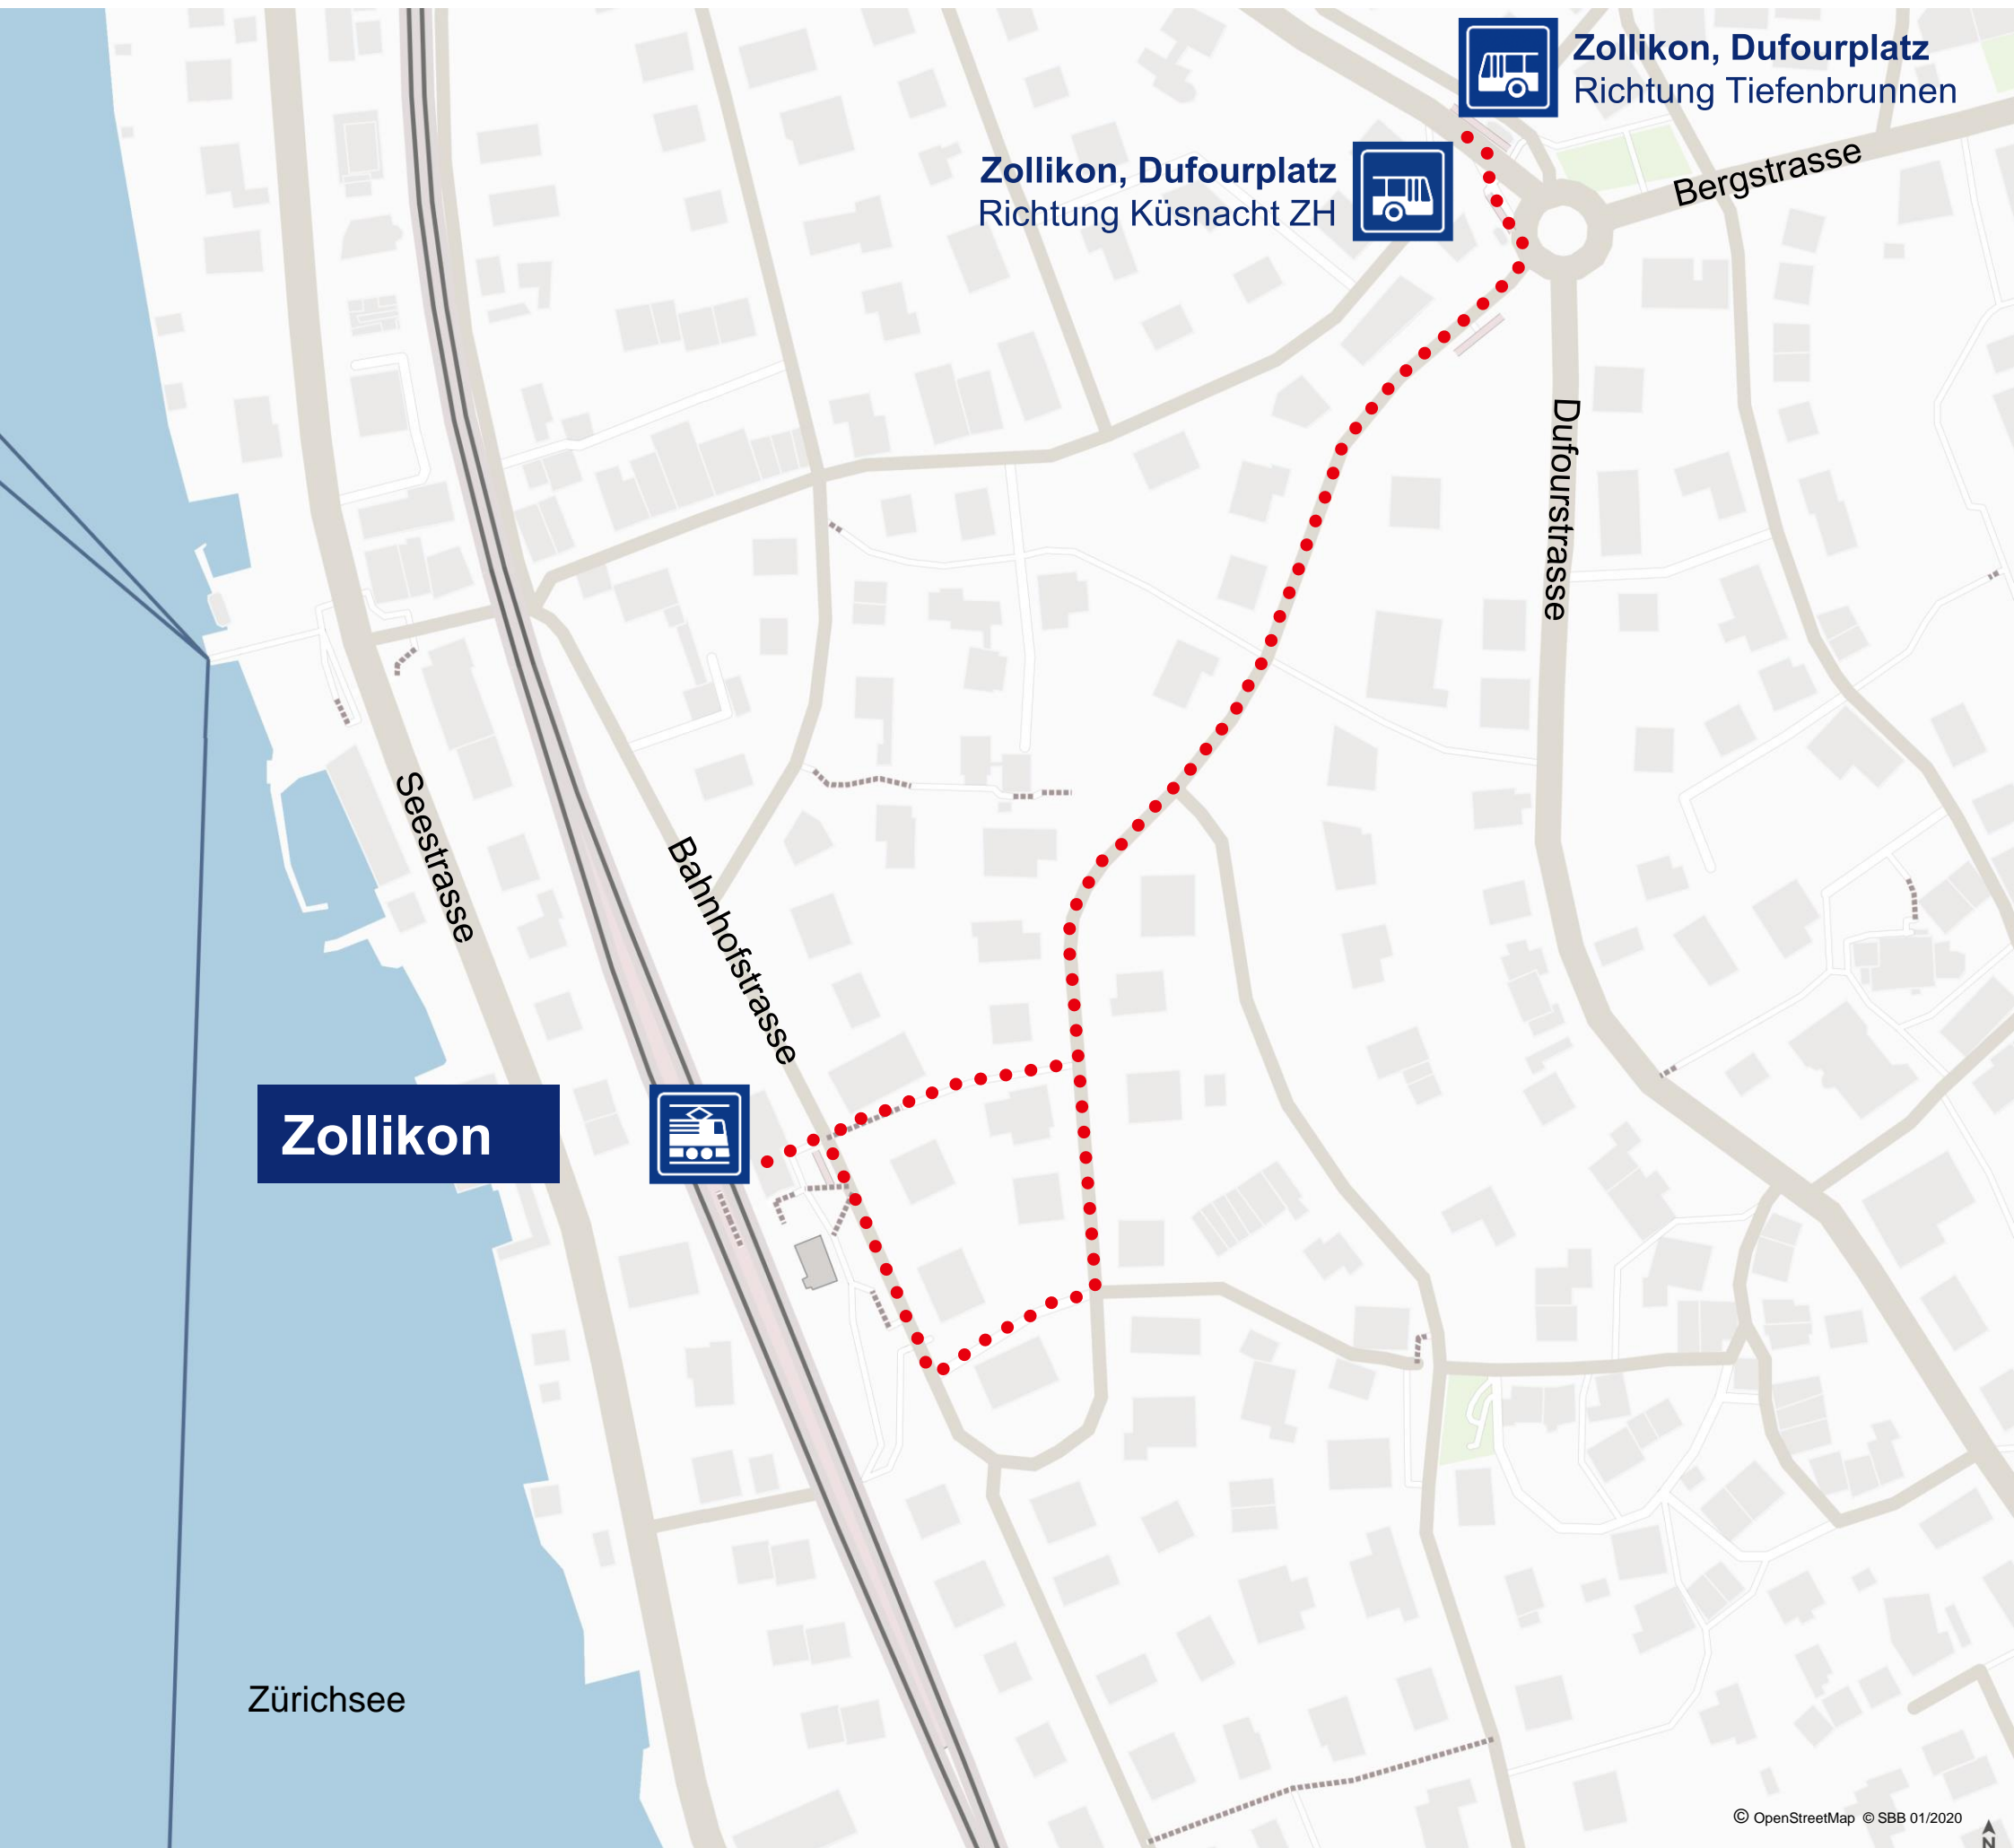 Zollikon, Dufourplatz
Richtung Tiefenbrunnen
Zollikon, Dufourplatz
Richtung Küsnacht ZH
Bergstrasse
Dufourstrasse
Seestrasse
Bahnhofstrasse
Zollikon
Zürichsee
© OpenStreetMap © SBB 01/2020
N